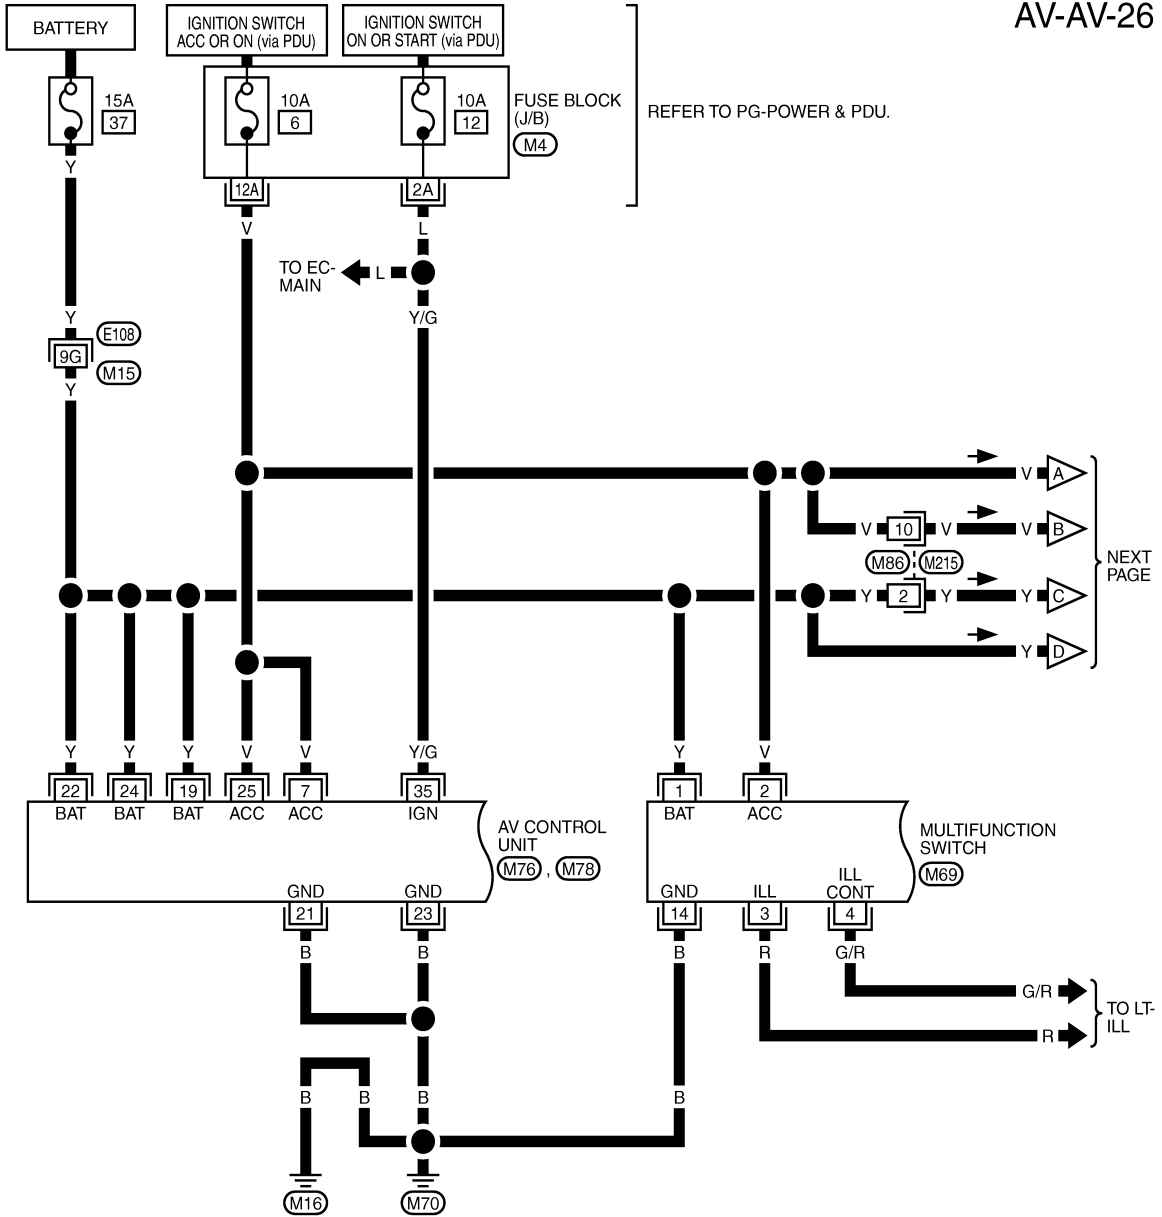 AV-AV-26
BATTERY
IGNITION SWITCH
ACC OR ON (via PDU)
IGNITION SWITCH
ON OR START (via PDU)
15A
37
10A
6
10A
12
FUSE BLOCK
(J/B)
M4
REFER TO PG-POWER & PDU.
Y
12A
2A
V
L
TO EC-
MAIN
L
Y
Y/G
E108
9G
M15
Y
V
A
V
10
V
V
B
M86
M215
NEXT
PAGE
Y
2
Y
Y
C
Y
D
Y
Y
Y
V
V
Y/G
Y
V
22
24
19
25
7
35
1
2
BAT
BAT
BAT
ACC
ACC
IGN
BAT
ACC
AV CONTROL
UNIT
M76 , M78
MULTIFUNCTION
SWITCH
M69
GND
GND
GND
ILL
ILL
CONT
21
23
14
3
4
B
B
B
R
G/R
G/R
TO LT-
ILL
R
B
B
B
B
M16
M70